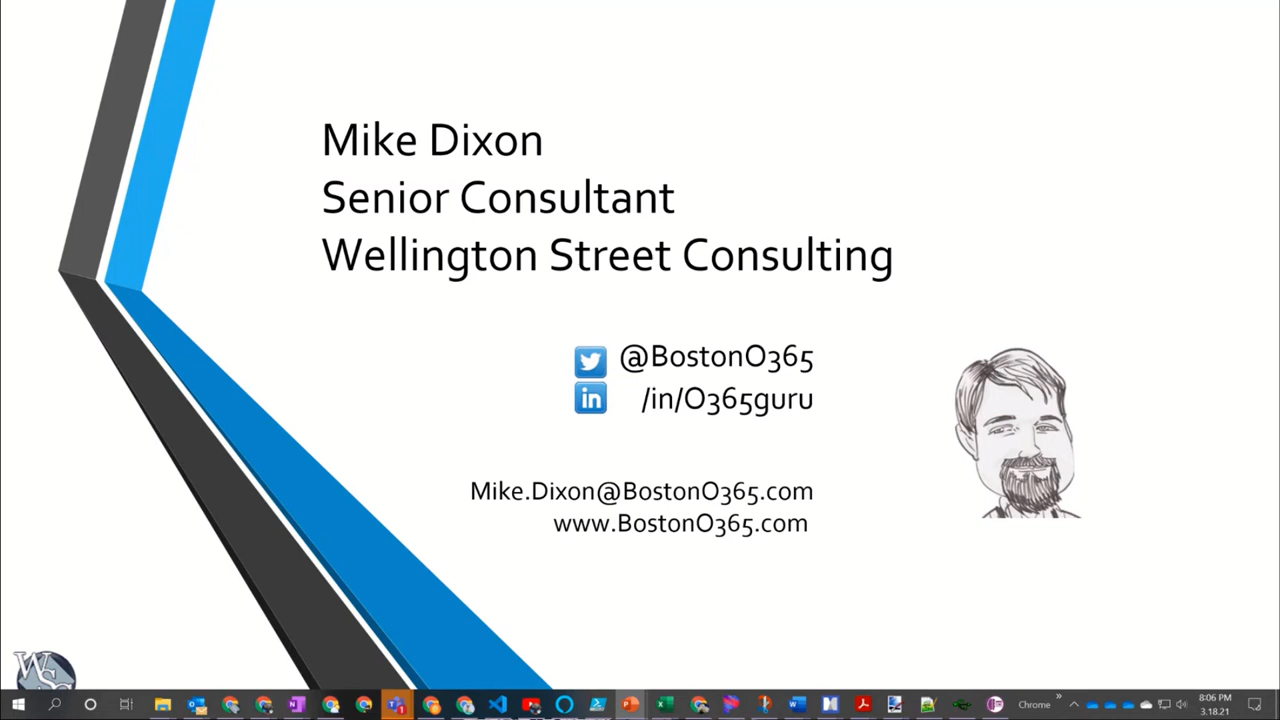 Mike Dixon
Senior Consultant
Wellington Street Consulting
@BostonO365
/in/O365guru
Mike.Dixon@BostonO365.com
www.BostonO365.com
WSC
Chrome
8:06 PM
3.18.21